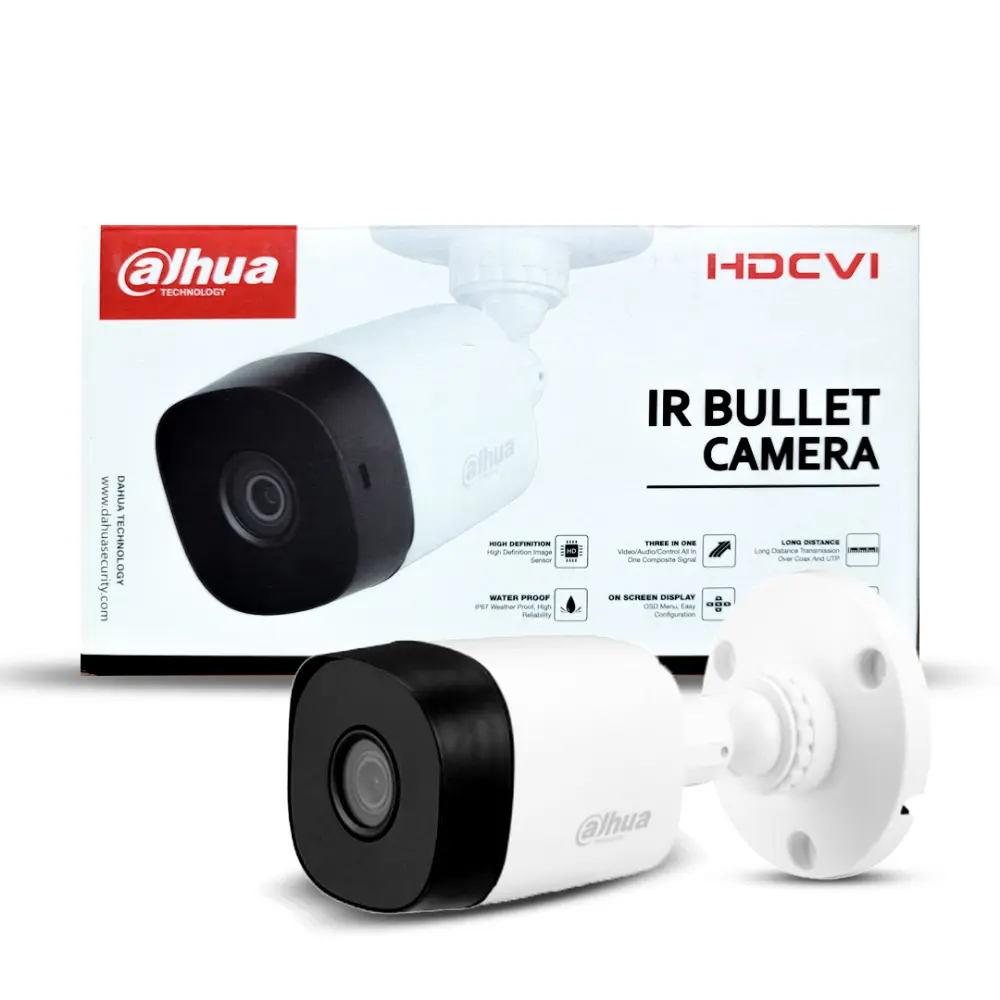 alhua
TECHNOLOGY
HDCVI
IR BULLET
CAMERA
alhua
DAHUA TECHNOLOGY
www.dahuasecurity.com
HIGH DEFINITION
High Definition Image
Sensor
HD
THREE IN ONE
Video/Audio/Control All In
One Composite Signal
LONG DISTANCE
Long Distance Transmission
Over Coax And UTP
WATER PROOF
IP67 Weather Proof, High
Reliability
ON SCREEN DISPLAY
OSD Menu, Easy
Configuration
alhua
TECHNOLOGY